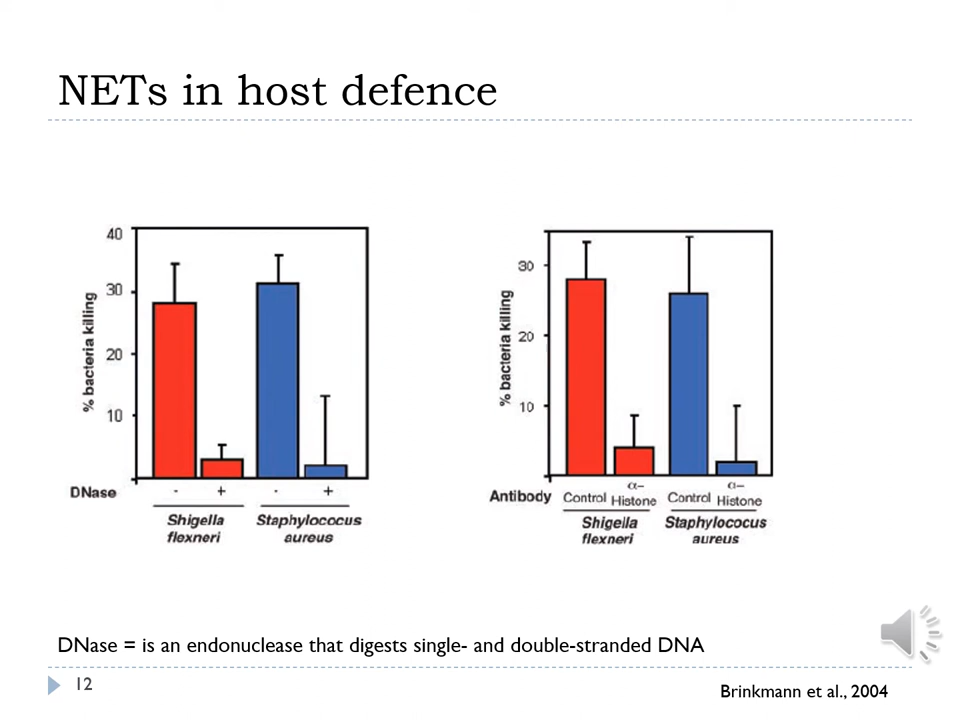 NETs in host defence
40
30
20
10
% bacteria killing
DNase - + - +
Shigella flexneri
Staphylococus aureus
30
20
10
% bacteria killing
Antibody Control α– Histone Control α– Histone
Shigella flexneri
Staphylococus aureus
DNase = is an endonuclease that digests single- and double-stranded DNA
12
Brinkmann et al., 2004